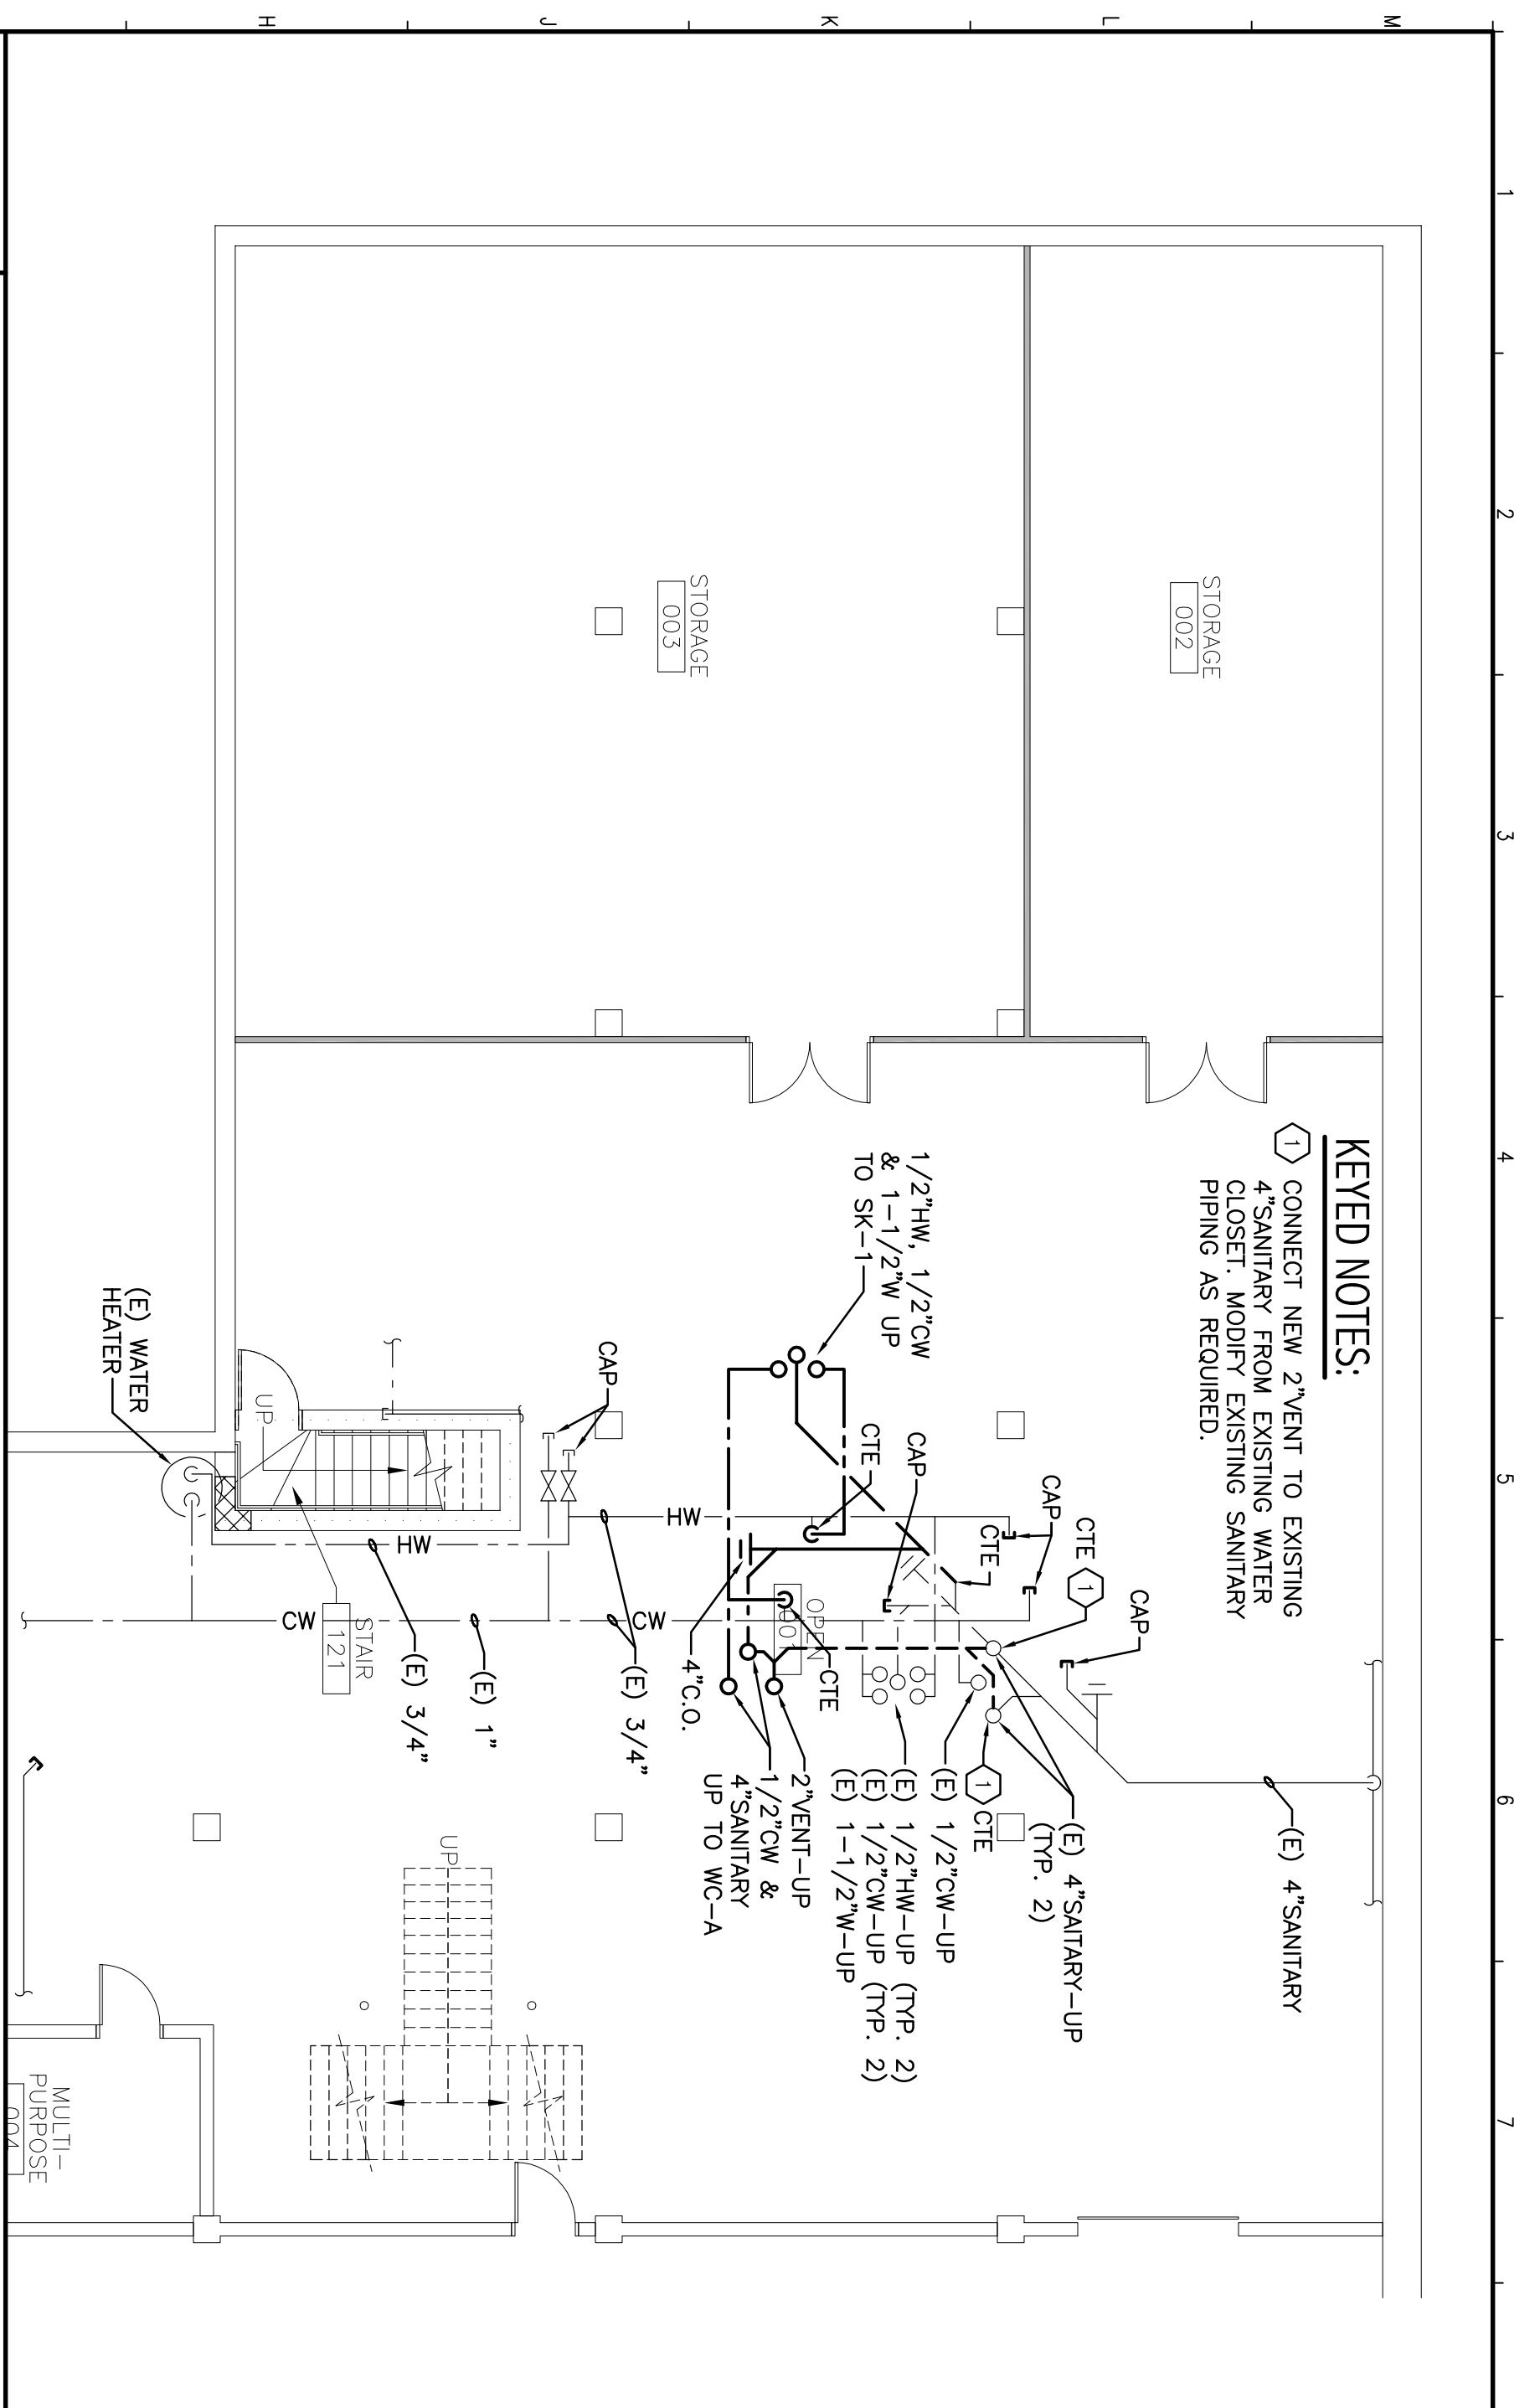 M
L
K
J
H
1
2
3
4
5
6
7
KEYED NOTES:
1 CONNECT NEW 2"VENT TO EXISTING
4"SANITARY FROM EXISTING WATER
CLOSET. MODIFY EXISTING SANITARY
PIPING AS REQUIRED.
STORAGE
002
STORAGE
003
1/2"HW, 1/2"CW
& 1-1/2"W UP
TO SK-1
CAP
CTE
1
CAP
CAP
CTE
CTE
CAP
(E) 4"SANITARY
(E) 4"SAITARY-UP
(TYP. 2)
1
CTE
(E) 1/2"CW-UP
(E) 1/2"HW-UP (TYP. 2)
(E) 1/2"CW-UP (TYP. 2)
(E) 1-1/2"W-UP
OPEN
CTE
2"VENT-UP
1/2"CW &
4"SANITARY
UP TO WC-A
4"C.O.
HW
CW
(E) 3/4"
CAP
(E) 1"
HW
(E) 3/4"
CW
STAIR
121
UP
(E) WATER
HEATER
UP
MULTI-
PURPOSE
004